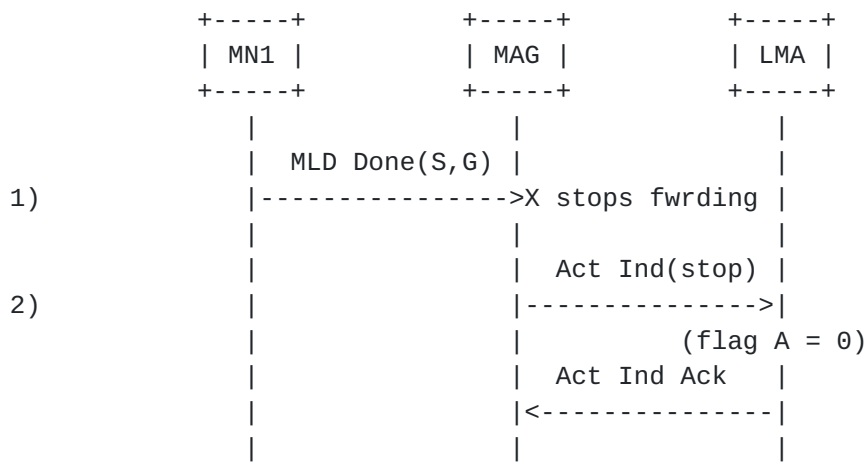 +-----+ +-----+ +-----+
| MN1 | | MAG | | LMA |
+-----+ +-----+ +-----+
| | |
| MLD Done(S,G) | |
1) |---------------->X stops fwrding |
| | |
| | Act Ind(stop) |
2) | |--------------->|
| | (flag A = 0)
| | Act Ind Ack |
| |<---------------|
| | |